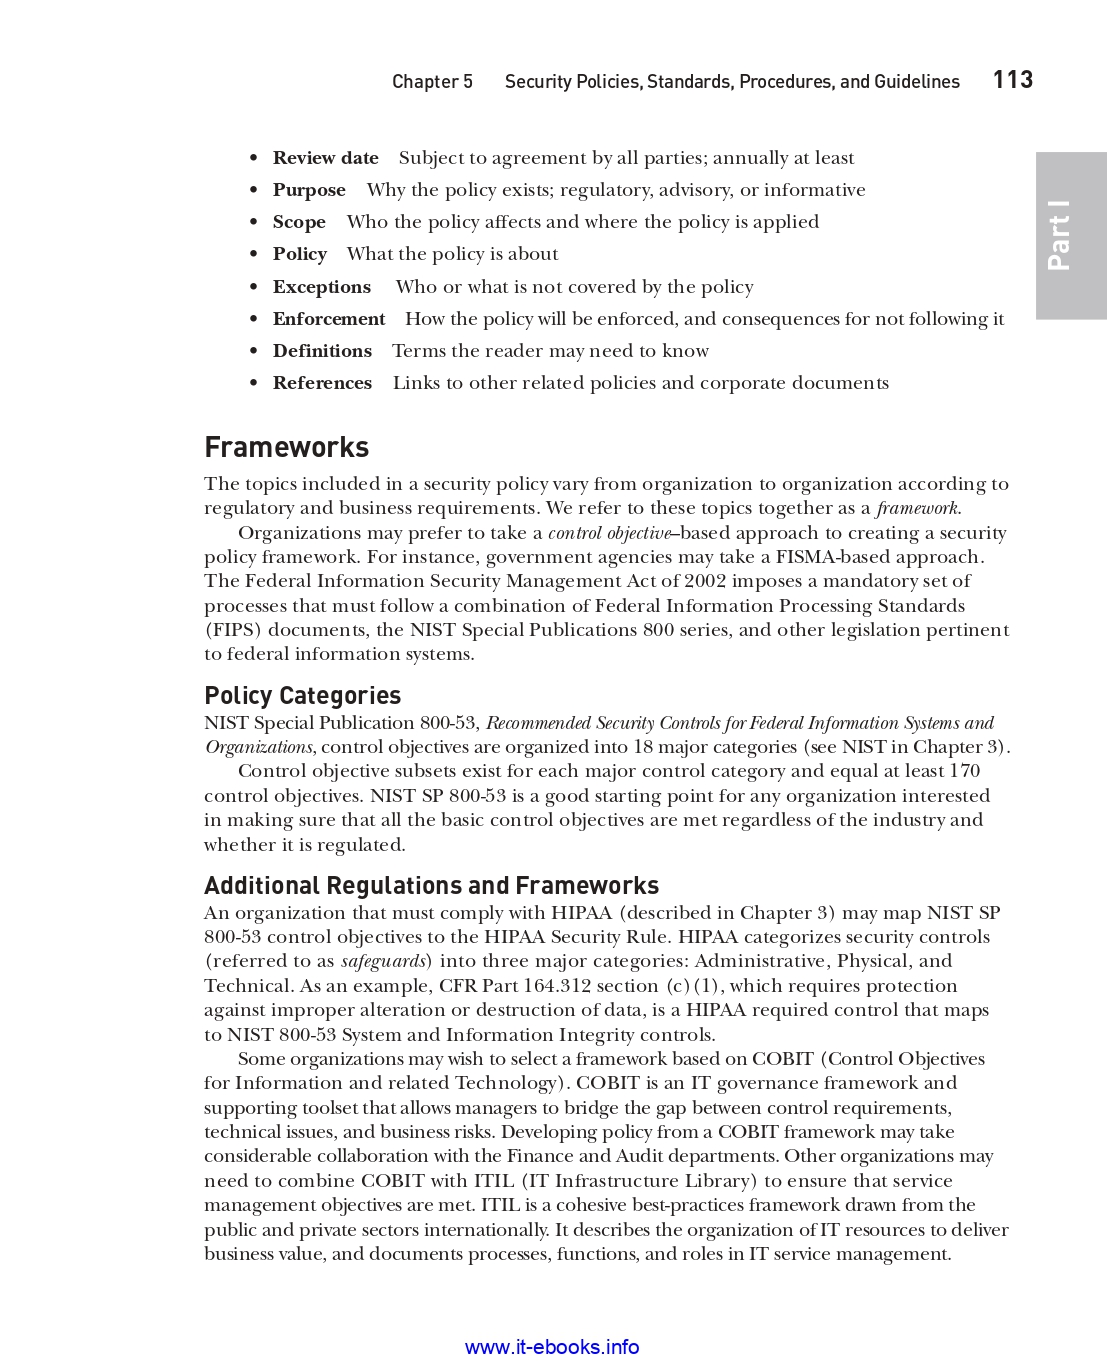 Chapter 5 Security Policies, Standards, Procedures, and Guidelines 113
• Review date Subject to agreement by all parties; annually at least
• Purpose Why the policy exists; regulatory, advisory, or informative
• Scope Who the policy affects and where the policy is applied
• Policy What the policy is about
• Exceptions Who or what is not covered by the policy
• Enforcement How the policy will be enforced, and consequences for not following it
• Definitions Terms the reader may need to know
• References Links to other related policies and corporate documents
Part I
Frameworks
The topics included in a security policy vary from organization to organization according to
regulatory and business requirements. We refer to these topics together as a framework.
Organizations may prefer to take a control objective–based approach to creating a security
policy framework. For instance, government agencies may take a FISMA-based approach.
The Federal Information Security Management Act of 2002 imposes a mandatory set of
processes that must follow a combination of Federal Information Processing Standards
(FIPS) documents, the NIST Special Publications 800 series, and other legislation pertinent
to federal information systems.
Policy Categories
NIST Special Publication 800-53, Recommended Security Controls for Federal Information Systems and
Organizations, control objectives are organized into 18 major categories (see NIST in Chapter 3).
Control objective subsets exist for each major control category and equal at least 170
control objectives. NIST SP 800-53 is a good starting point for any organization interested
in making sure that all the basic control objectives are met regardless of the industry and
whether it is regulated.
Additional Regulations and Frameworks
An organization that must comply with HIPAA (described in Chapter 3) may map NIST SP
800-53 control objectives to the HIPAA Security Rule. HIPAA categorizes security controls
(referred to as safeguards) into three major categories: Administrative, Physical, and
Technical. As an example, CFR Part 164.312 section (c)(1), which requires protection
against improper alteration or destruction of data, is a HIPAA required control that maps
to NIST 800-53 System and Information Integrity controls.
Some organizations may wish to select a framework based on COBIT (Control Objectives
for Information and related Technology). COBIT is an IT governance framework and
supporting toolset that allows managers to bridge the gap between control requirements,
technical issues, and business risks. Developing policy from a COBIT framework may take
considerable collaboration with the Finance and Audit departments. Other organizations may
need to combine COBIT with ITIL (IT Infrastructure Library) to ensure that service
management objectives are met. ITIL is a cohesive best-practices framework drawn from the
public and private sectors internationally. It describes the organization of IT resources to deliver
business value, and documents processes, functions, and roles in IT service management.
www.it-ebooks.info